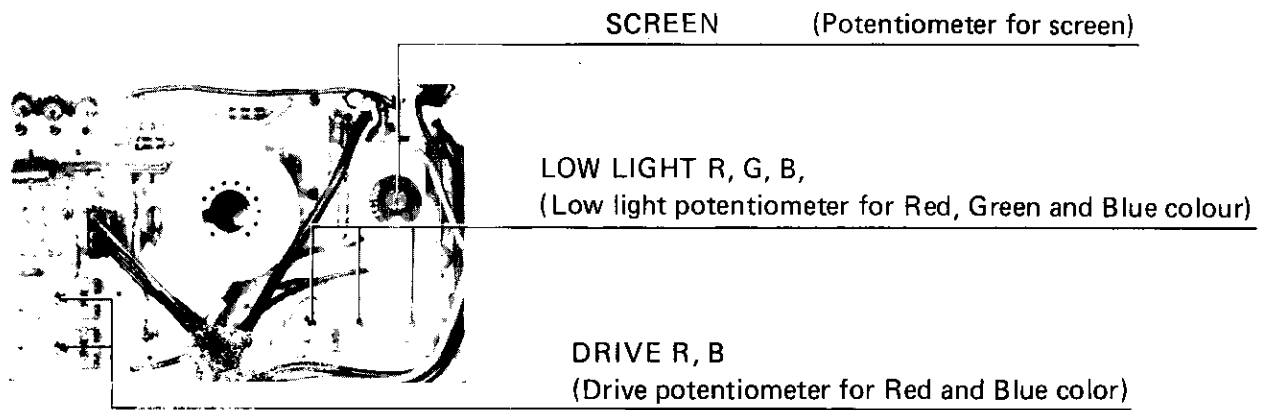 SCREEN (Potentiometer for screen)
LOW LIGHT R, G, B,
(Low light potentiometer for Red, Green and Blue colour)
DRIVE R, B
(Drive potentiometer for Red and Blue color)